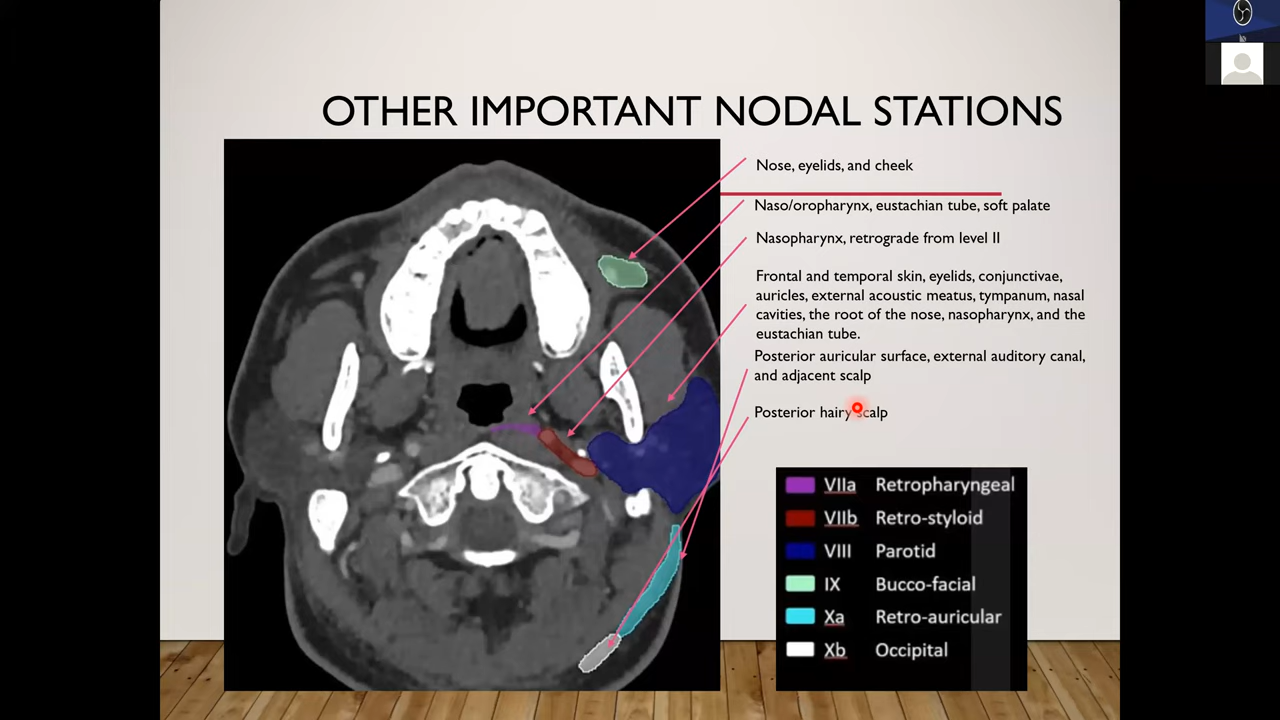 OTHER IMPORTANT NODAL STATIONS
Nose, eyelids, and cheek
Naso/oropharynx, eustachian tube, soft palate
Nasopharynx, retrograde from level II
Frontal and temporal skin, eyelids, conjunctivae,
auricles, external acoustic meatus, tympanum, nasal
cavities, the root of the nose, nasopharynx, and the
eustachian tube.
Posterior auricular surface, external auditory canal,
and adjacent scalp
Posterior hairy scalp
VIIa Retropharyngeal
VIIb Retro-styloid
VIII Parotid
IX Bucco-facial
Xa Retro-auricular
Xb Occipital